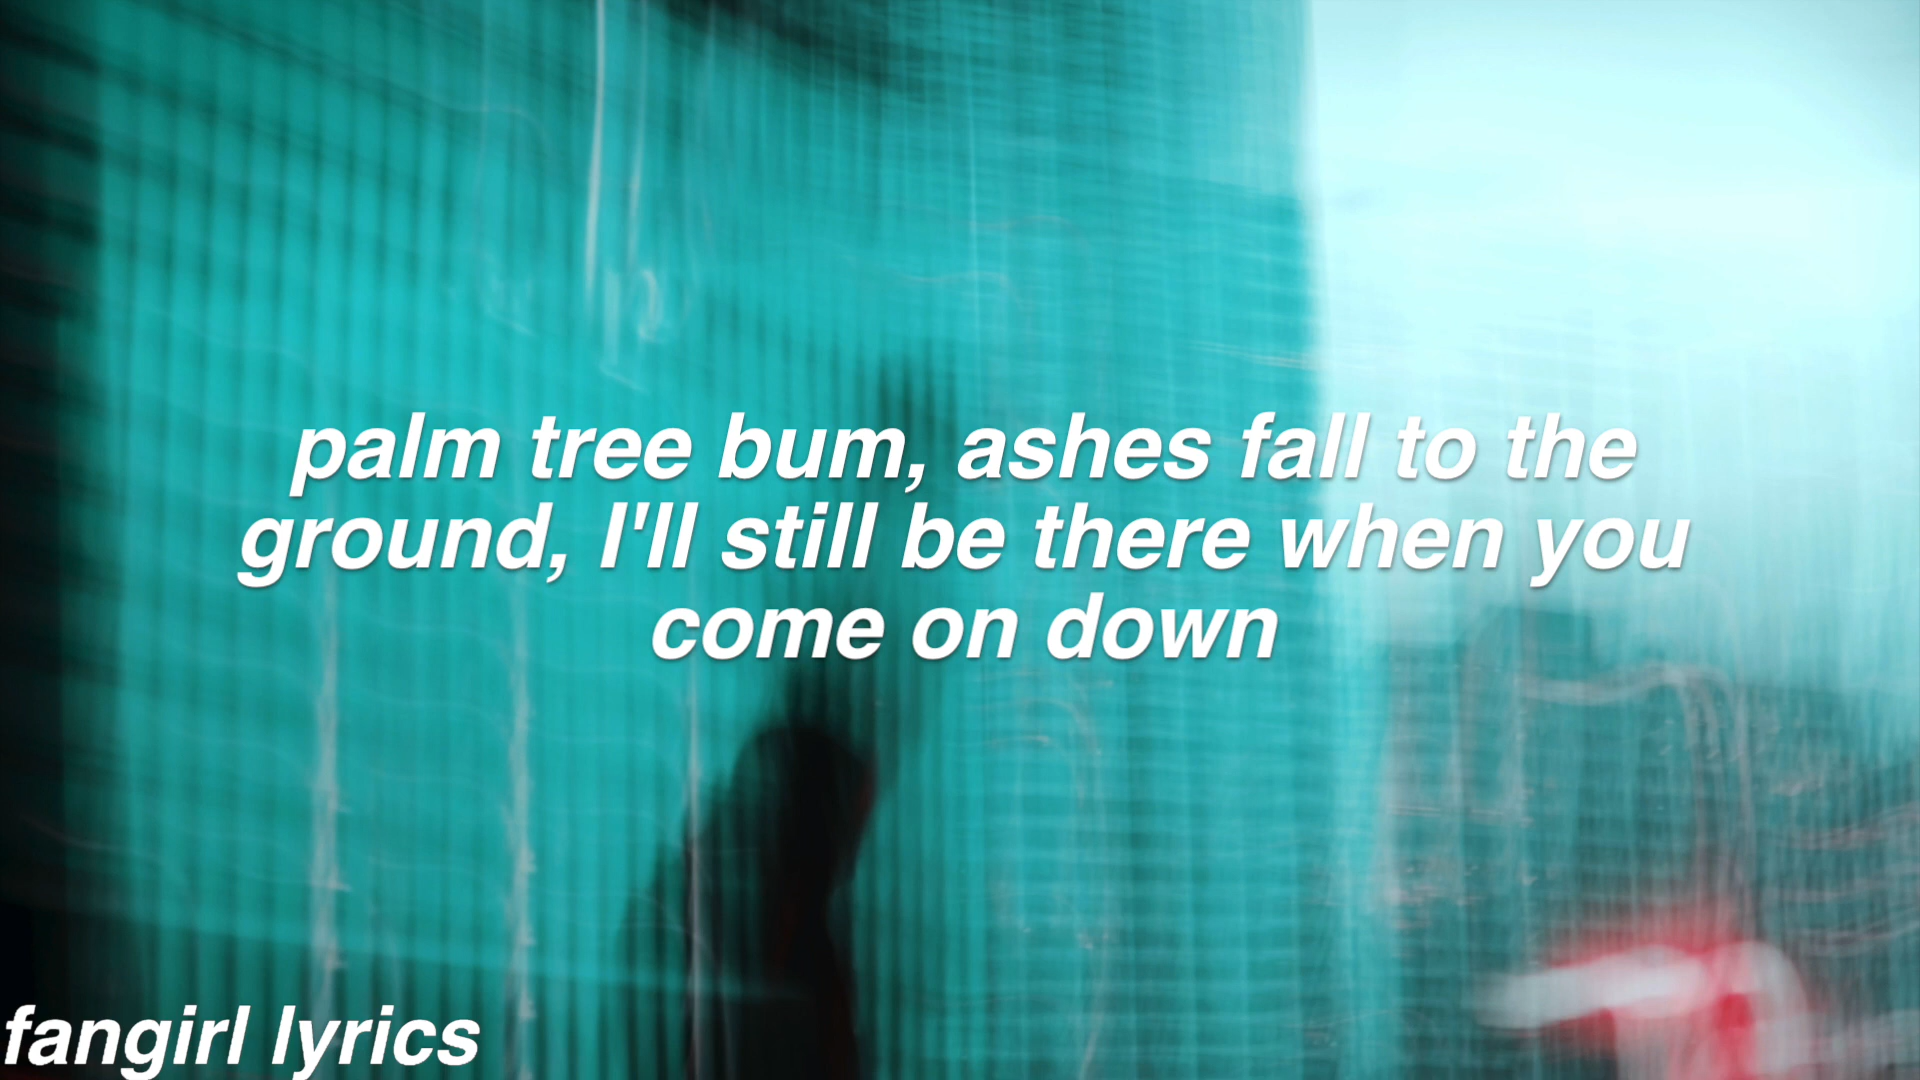 palm tree bum, ashes fall to the
ground, I'll still be there when you
come on down
fangirl lyrics